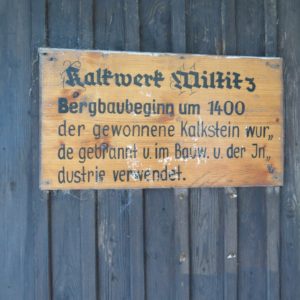 Kalkwerk Miltitz
Bergbaubeginn um 1400
der gewonnene Kalkstein wur„
de gebrannt u. im Bauw. u. der In„
dustrie verwendet.